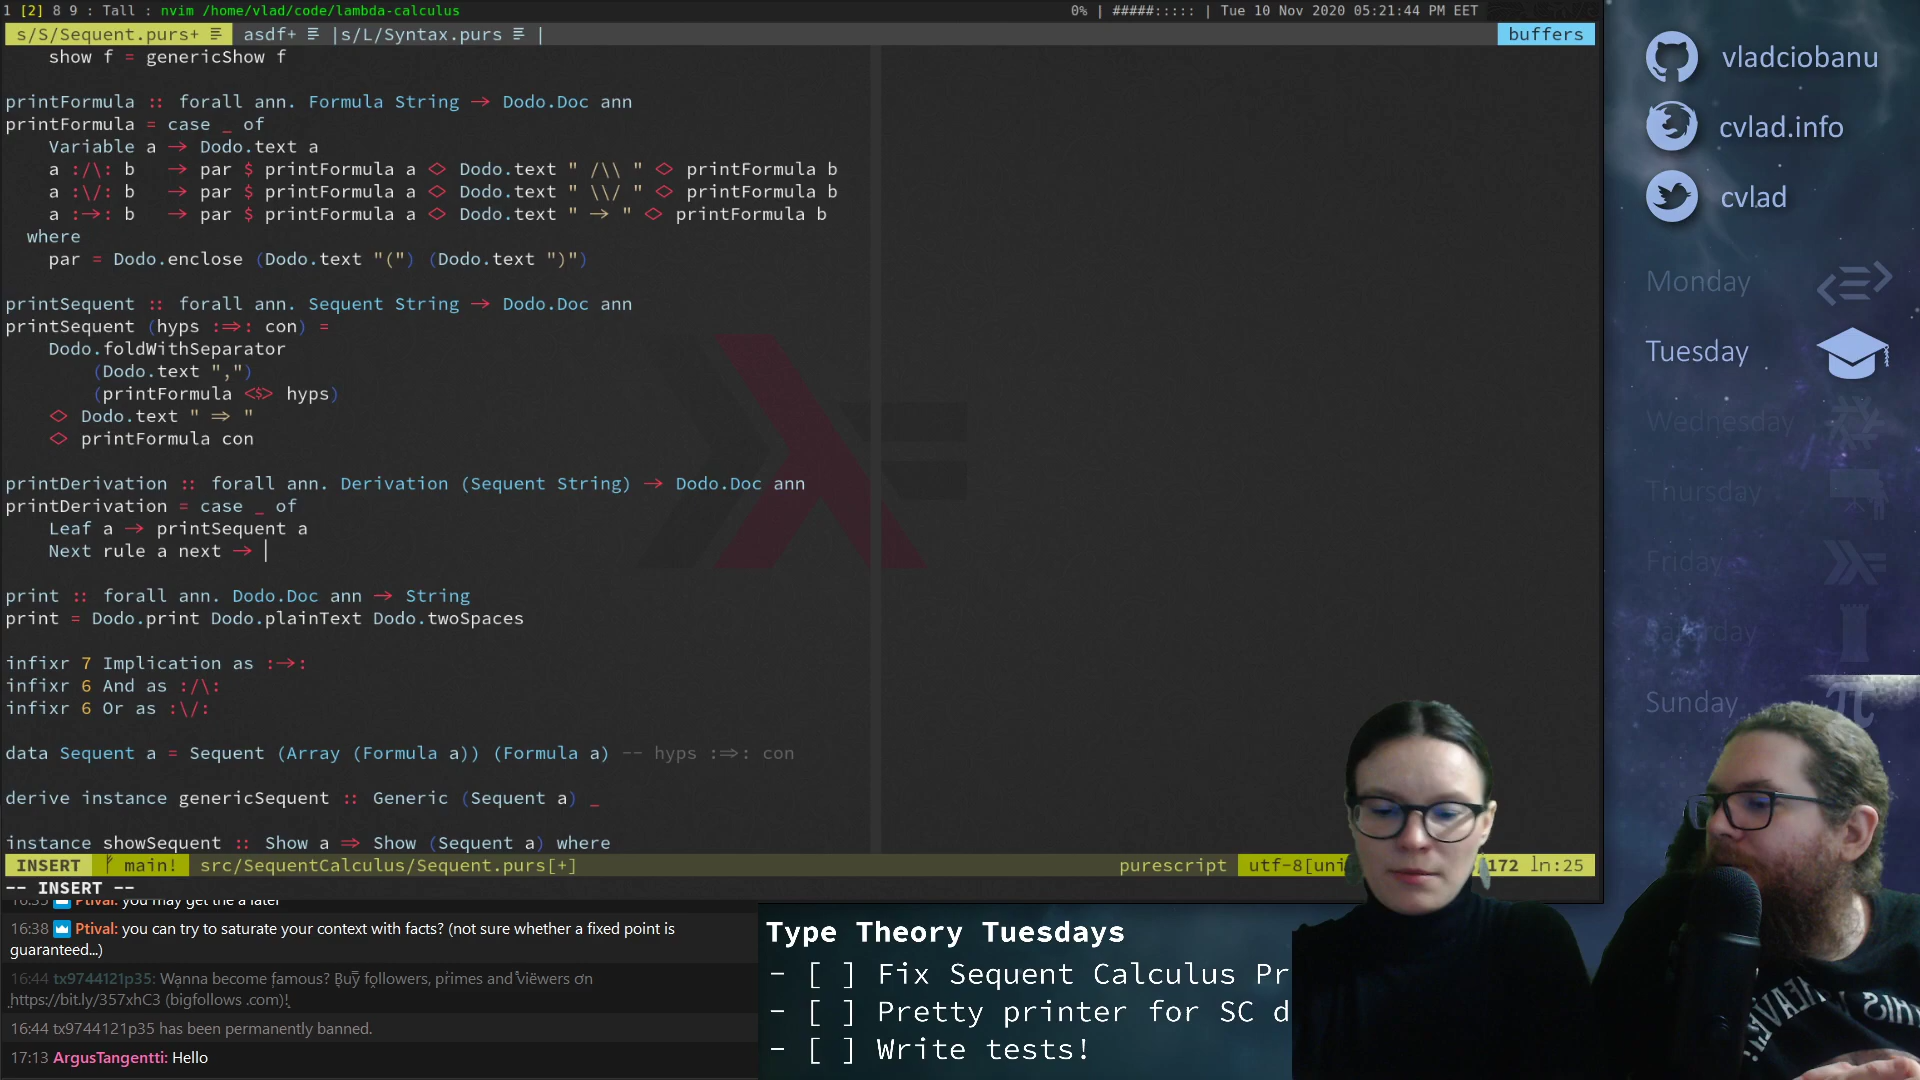 1 [2] 8 9 : Tall : nvim /home/vlad/code/lambda-calculus
0% | #####::::: | Tue 10 Nov 2020 05:21:44 PM EET
s/S/Sequent.purs+ asdf+ |s/L/Syntax.purs |
buffers
show f = genericShow f
printFormula :: forall ann. Formula String → Dodo.Doc ann
printFormula = case _ of
Variable a → Dodo.text a
a :/\: b → par $ printFormula a <> Dodo.text " /\\ " <> printFormula b
a :\/: b → par $ printFormula a <> Dodo.text " \\/ " <> printFormula b
a :→: b → par $ printFormula a <> Dodo.text " → " <> printFormula b
where
par = Dodo.enclose (Dodo.text "(") (Dodo.text ")")
printSequent :: forall ann. Sequent String → Dodo.Doc ann
printSequent (hyps :⇒: con) =
Dodo.foldWithSeparator
(Dodo.text ",")
(printFormula <$> hyps)
<> Dodo.text " ⇒ "
<> printFormula con
printDerivation :: forall ann. Derivation (Sequent String) → Dodo.Doc ann
printDerivation = case _ of
Leaf a → printSequent a
Next rule a next →
print :: forall ann. Dodo.Doc ann → String
print = Dodo.print Dodo.plainText Dodo.twoSpaces
infixr 7 Implication as :→:
infixr 6 And as :/\:
infixr 6 Or as :\/:
data Sequent a = Sequent (Array (Formula a)) (Formula a) -- hyps :⇒: con
derive instance genericSequent :: Generic (Sequent a) _
instance showSequent :: Show a ⇒ Show (Sequent a) where
INSERT main! src/SequentCalculus/Sequent.purs[+]
purescript utf-8[uni
172 ln:25
-- INSERT --
16:35 Ptival: you may get the a later
16:38 Ptival: you can try to saturate your context with facts? (not sure whether a fixed point is
guaranteed...)
16:44 tx9744121p35: Wanna become famous? Buy followers, primes and viewers on
https://bit.ly/357xhC3 (bigfollows .com)!
16:44 tx9744121p35 has been permanently banned.
17:13 ArgusTangentti: Hello
Type Theory Tuesdays
- [ ] Fix Sequent Calculus Pr
- [ ] Pretty printer for SC d
- [ ] Write tests!
vladciobanu
cvlad.info
cvlad
Monday
Tuesday
Wednesday
Thursday
Friday
Saturday
Sunday